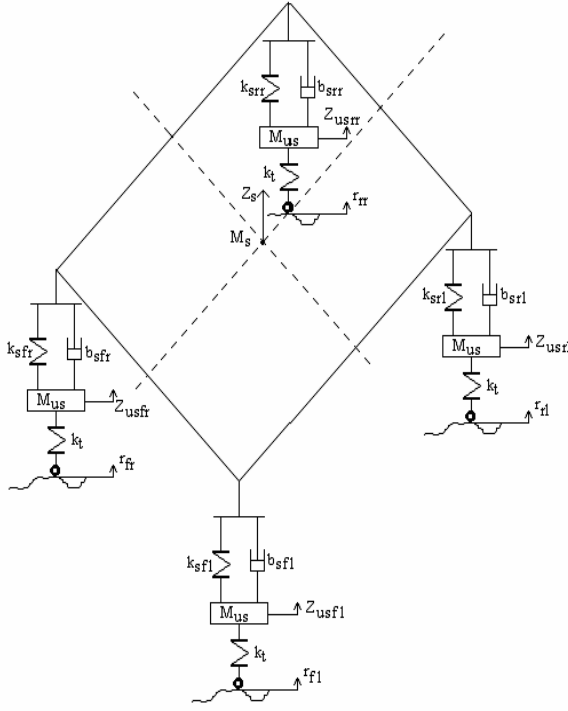 k_srr
b_srr
Z_usrr
M_us
k_t
Z_s
r_rr
M_s
k_srl
b_srl
Z_usrl
M_us
k_t
r_rl
k_sfr
b_sfr
M_us
Z_usfr
k_t
r_fr
k_sfl
b_sfl
M_us
Z_usfl
k_t
r_fl